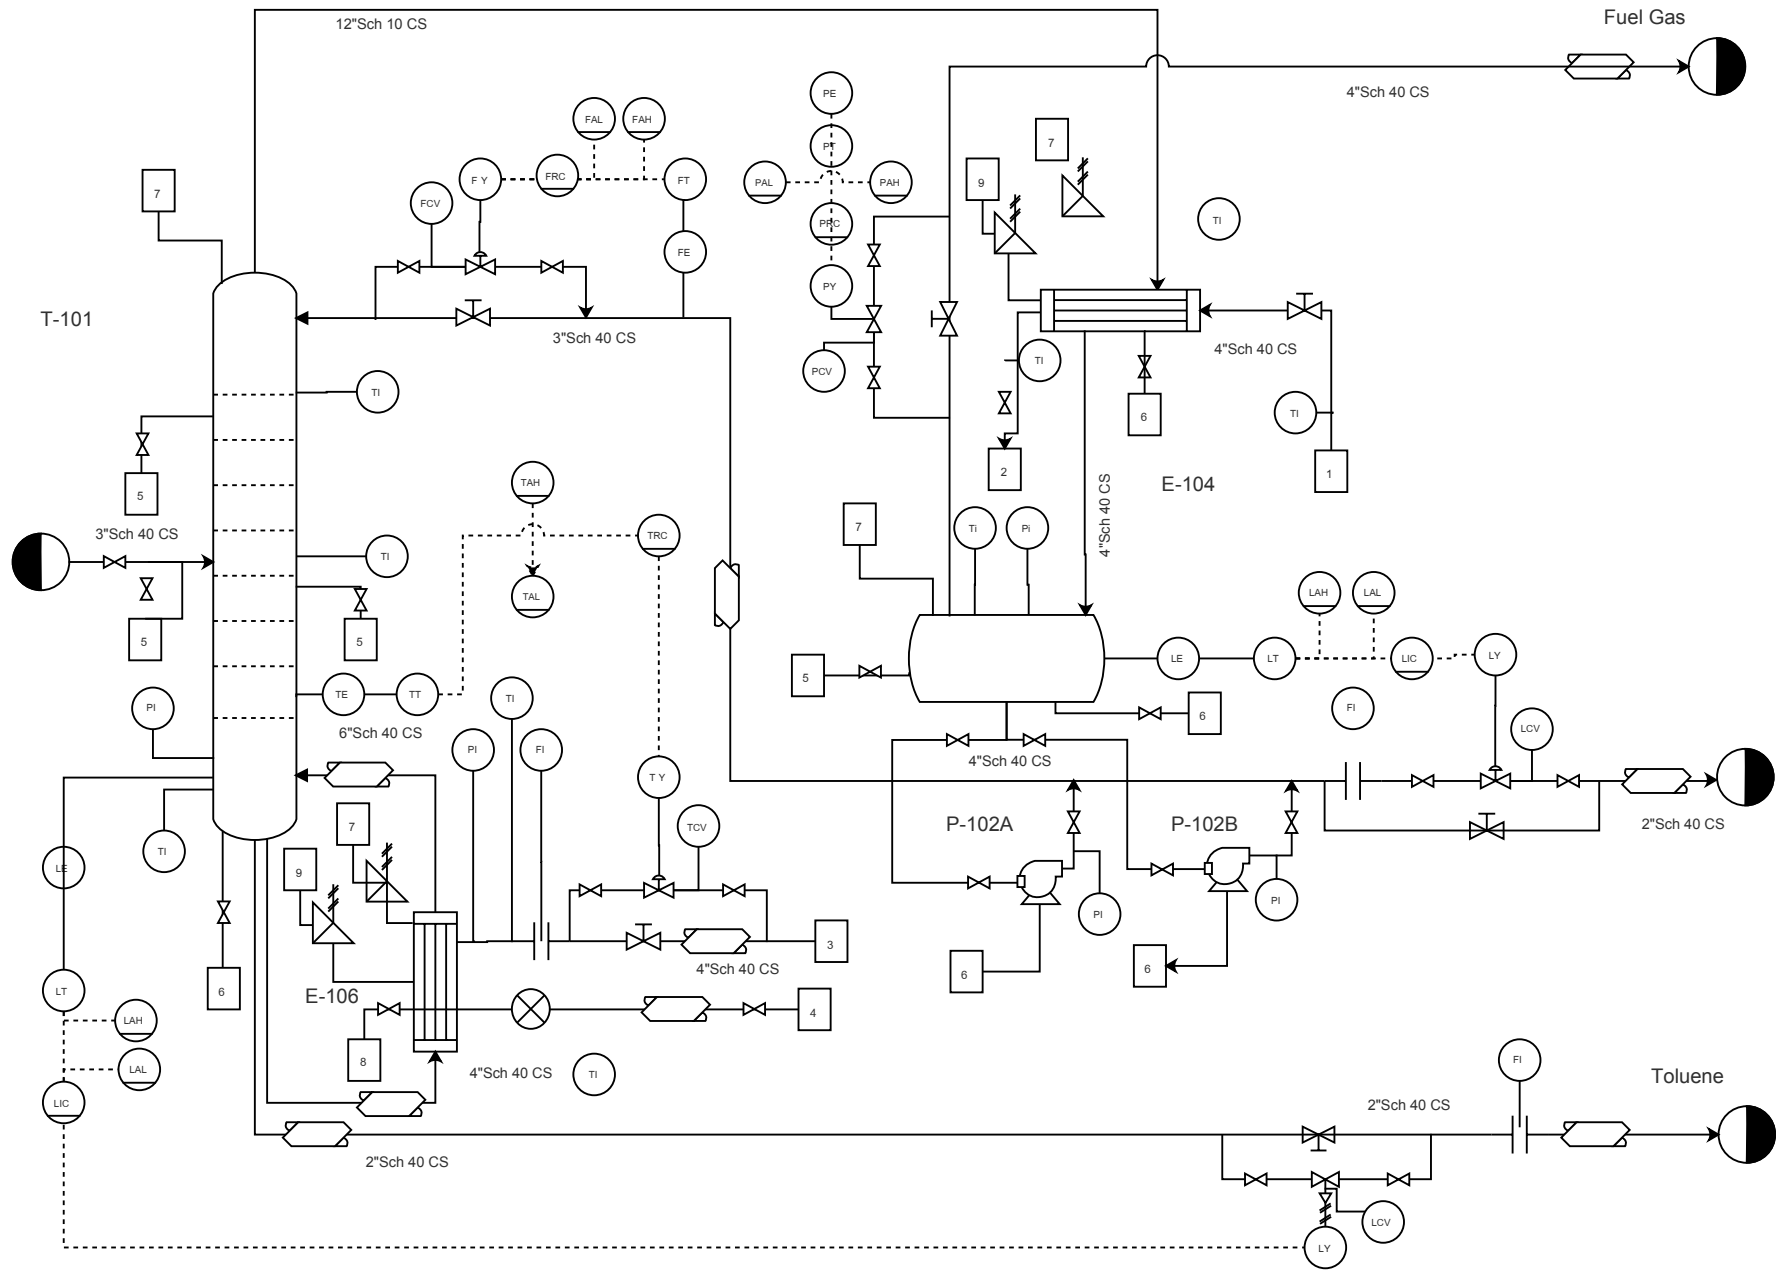 Fuel Gas
12"Sch 10 CS
4"Sch 40 CS
PE
FAL
FAH
7
PT
FY
FRC
FT
PAL
PAH
9
7
FCV
PRC
TI
FE
PY
T-101
3"Sch 40 CS
4"Sch 40 CS
TI
PCV
TI
6
TI
5
2
1
TAH
E-104
4"Sch 40 CS
3"Sch 40 CS
TRC
7
Ti
Pi
TI
TAL
LAH
LAL
5
5
TE
TT
LE
LT
LIC
LY
5
PI
TI
6"Sch 40 CS
6
FI
LCV
PI
FI
4"Sch 40 CS
TY
TCV
P-102A
P-102B
2"Sch 40 CS
7
TI
LE
9
PI
PI
3
4"Sch 40 CS
6
6
6
LT
E-106
4
LAH
8
LAL
4"Sch 40 CS
TI
FI
Toluene
LIC
2"Sch 40 CS
2"Sch 40 CS
LCV
LY